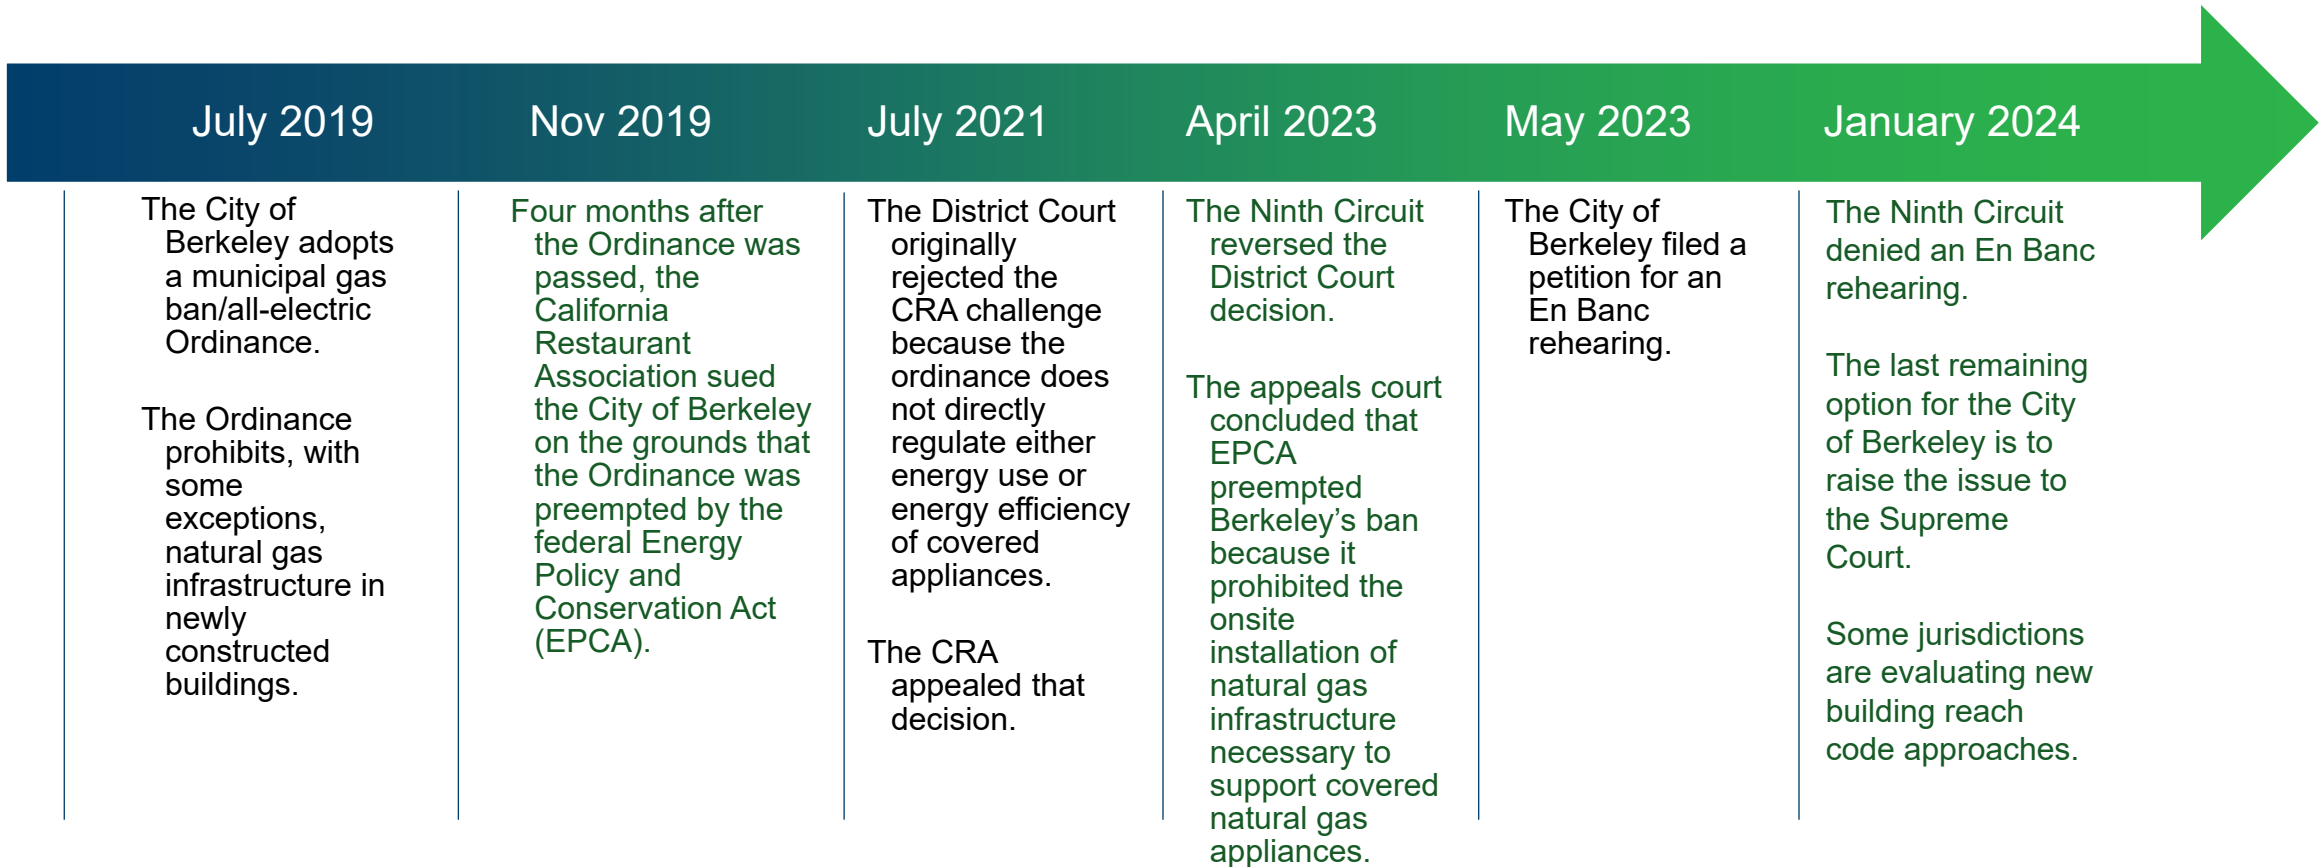 July 2019
Nov 2019
July 2021
April 2023
May 2023
January 2024
The City of
Berkeley adopts
a municipal gas
ban/all-electric
Ordinance.
The Ordinance
prohibits, with
some
exceptions,
natural gas
infrastructure in
newly
constructed
buildings.
Four months after
the Ordinance was
passed, the
California
Restaurant
Association sued
the City of Berkeley
on the grounds that
the Ordinance was
preempted by the
federal Energy
Policy and
Conservation Act
(EPCA).
The District Court
originally
rejected the
CRA challenge
because the
ordinance does
not directly
regulate either
energy use or
energy efficiency
of covered
appliances.
The CRA
appealed that
decision.
The Ninth Circuit
reversed the
District Court
decision.
The appeals court
concluded that
EPCA
preempted
Berkeley’s ban
because it
prohibited the
onsite
installation of
natural gas
infrastructure
necessary to
support covered
natural gas
appliances.
The City of
Berkeley filed a
petition for an
En Banc
rehearing.
The Ninth Circuit
denied an En Banc
rehearing.
The last remaining
option for the City
of Berkeley is to
raise the issue to
the Supreme
Court.
Some jurisdictions
are evaluating new
building reach
code approaches.